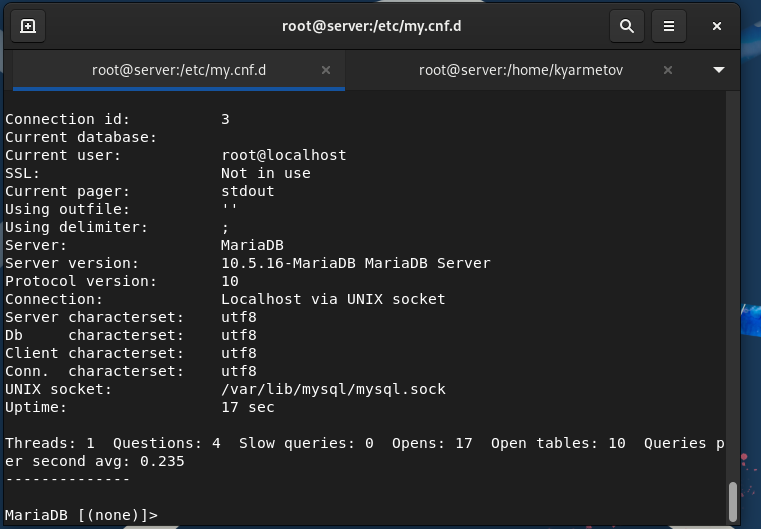 root@server:/etc/my.cnf.d
root@server:/etc/my.cnf.d
root@server:/home/kyarmetov
Connection id:          3
Current database:
Current user:           root@localhost
SSL:                    Not in use
Current pager:          stdout
Using outfile:          ''
Using delimiter:        ;
Server:                 MariaDB
Server version:         10.5.16-MariaDB MariaDB Server
Protocol version:       10
Connection:             Localhost via UNIX socket
Server characterset:    utf8
Db     characterset:    utf8
Client characterset:    utf8
Conn.  characterset:    utf8
UNIX socket:            /var/lib/mysql/mysql.sock
Uptime:                 17 sec
Threads: 1  Questions: 4  Slow queries: 0  Opens: 17  Open tables: 10  Queries p
er second avg: 0.235
--------------
MariaDB [(none)]>